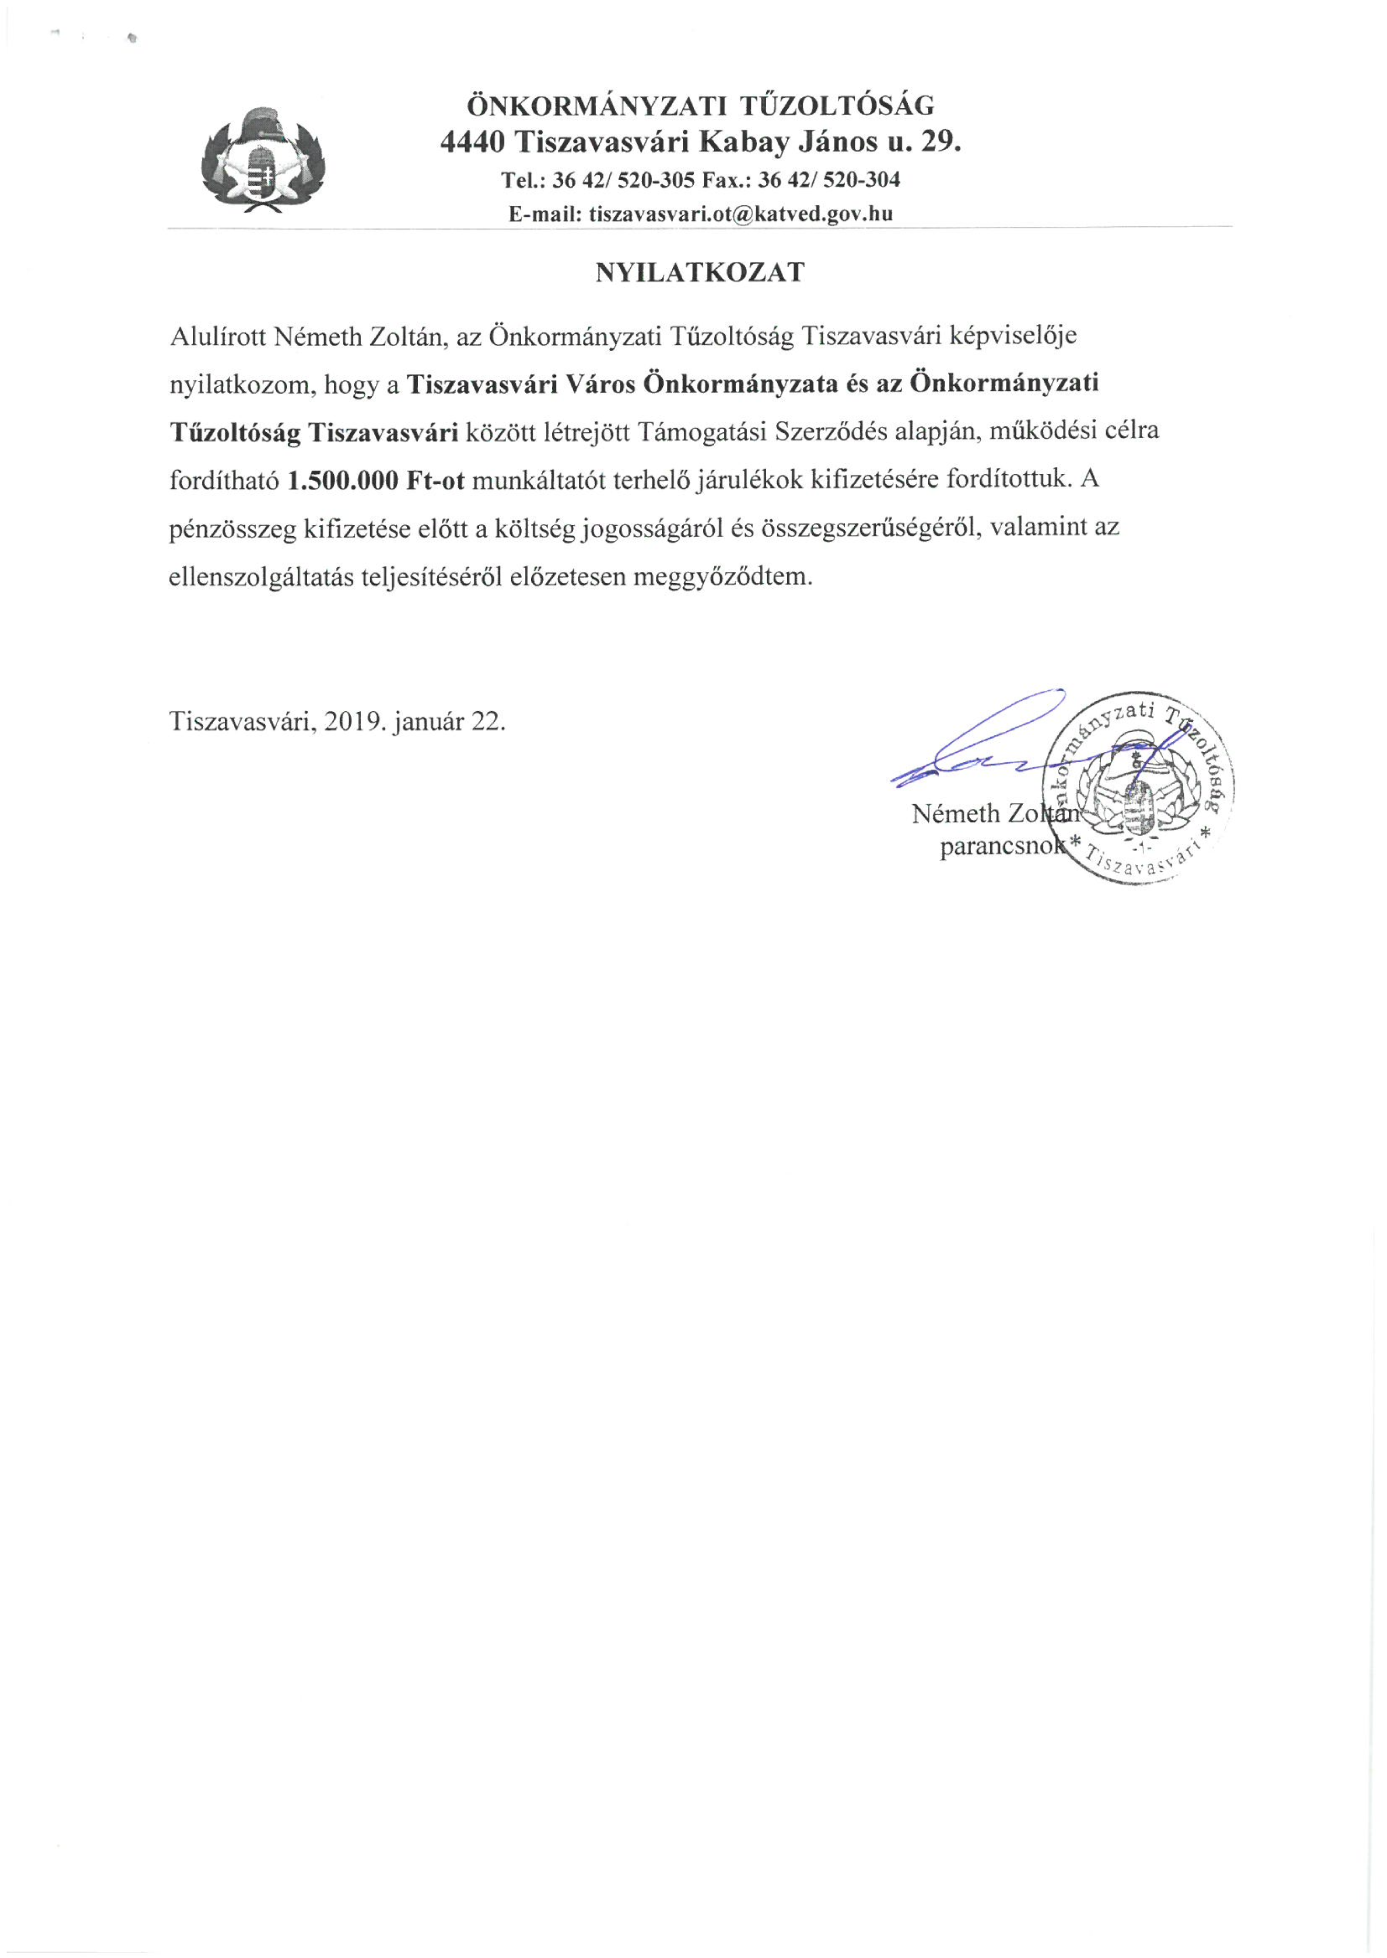 ÖNKORMÁNYZATI TŰZOLTÓSÁG
4440 Tiszavasvári Kabay János u. 29.
Tel.: 36 42/ 520-305 Fax.: 36 42/ 520-304
E-mail: tiszavasvari.ot@katved.gov.hu
NYILATKOZAT
Alulírott Németh Zoltán, az Önkormányzati Tűzoltóság Tiszavasvári képviselője
nyilatkozom, hogy a Tiszavasvári Város Önkormányzata és az Önkormányzati
Tűzoltóság Tiszavasvári között létrejött Támogatási Szerződés alapján, működési célra
fordítható 1.500.000 Ft-ot munkáltatót terhelő járulékok kifizetésére fordítottuk. A
pénzösszeg kifizetése előtt a költség jogosságáról és összegszerűségéről, valamint az
ellenszolgáltatás teljesítéséről előzetesen meggyőződtem.
Tiszavasvári, 2019. január 22.
Németh Zoltán
parancsnok
Önkormányzati Tűzoltóság
* Tiszavasvári *
-1-